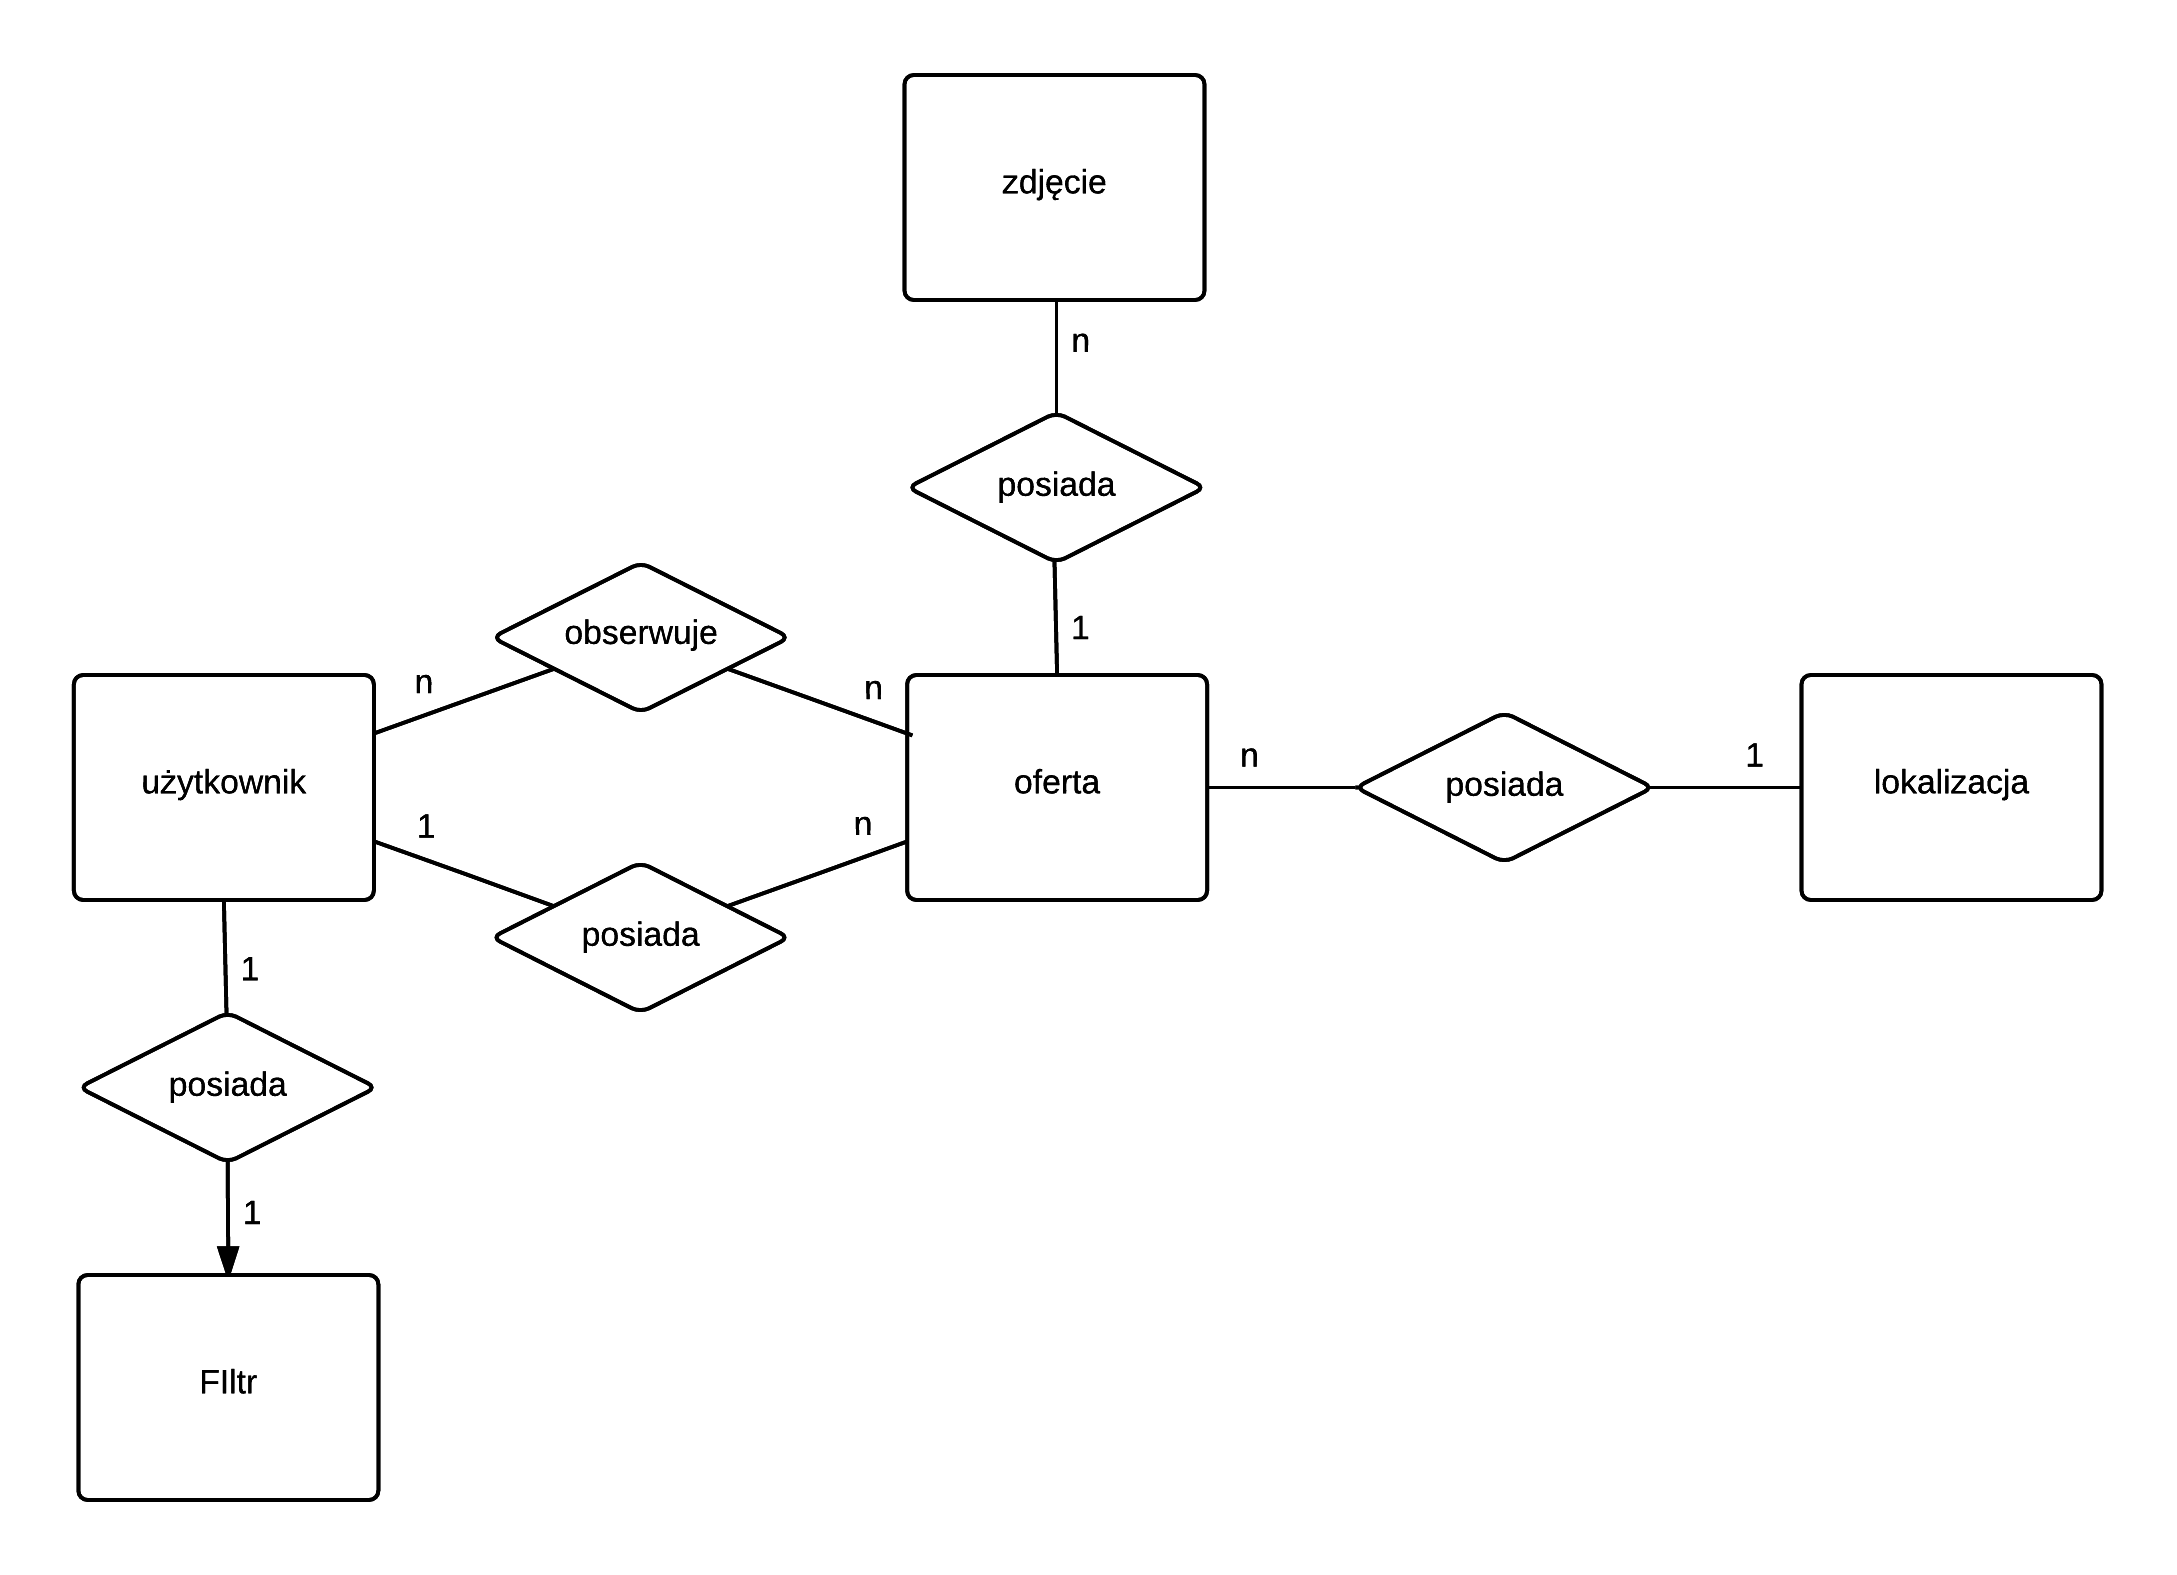 zdjęcie
n
posiada
1
obserwuje
n
n
użytkownik
oferta
n
posiada
1
lokalizacja
1
n
posiada
1
posiada
1
FIltr